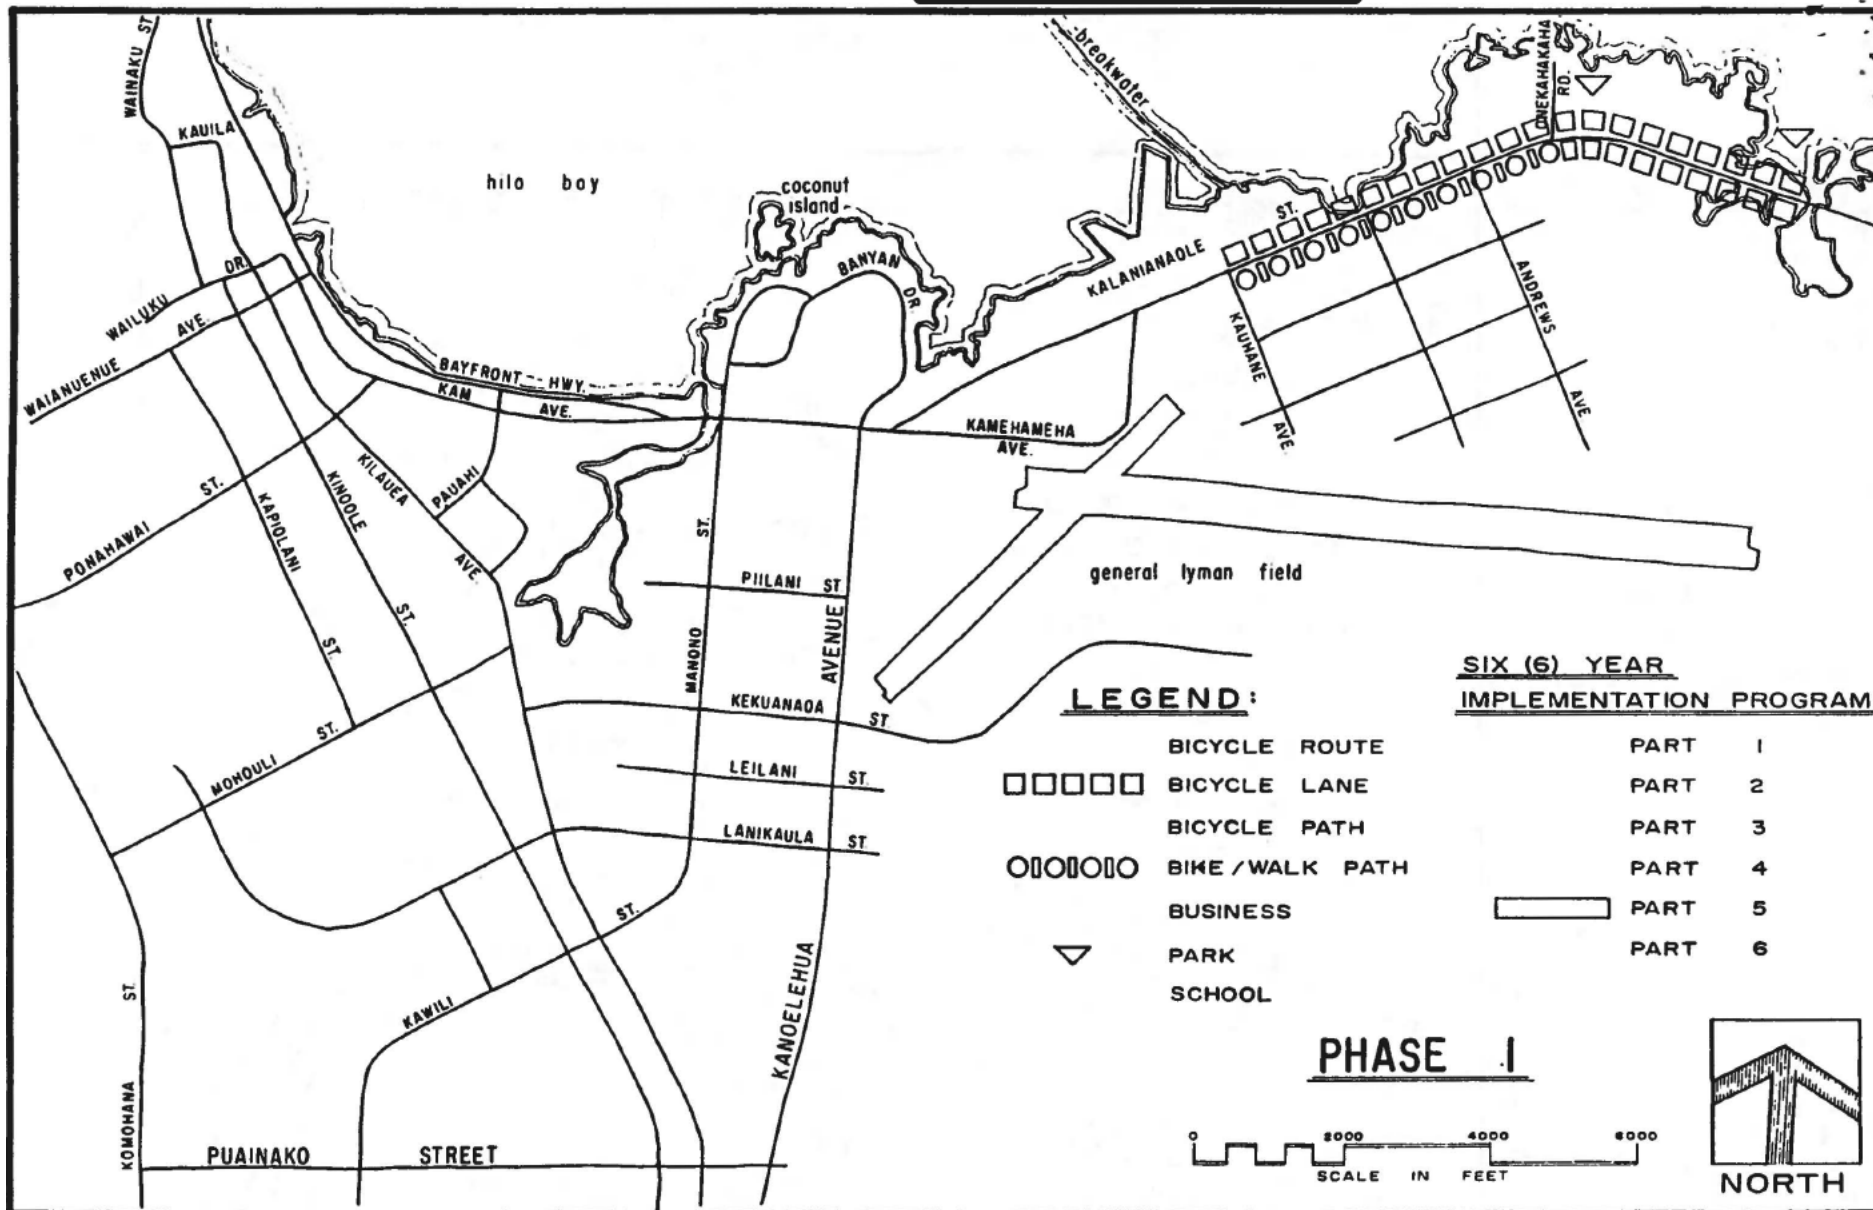 WAINAKU ST
KAUILA
hilo bay
coconut
island
breakwater
ONEKAHAKAHA
RD.
BANYAN
DR.
KALANIANAOLE ST.
WAILUKU DR.
WAIANUENUE AVE.
BAYFRONT HWY.
KAM AVE.
KAMEHAMEHA
AVE.
KAUHANE AVE.
ANDREWS AVE.
PONAHAWAI ST.
KAPIOLANI ST.
KINOOLE ST.
KILAUEA AVE.
PAUAHI
MANONO ST.
PIILANI ST
KANOELEHUA AVENUE
general lyman field
KEKUANAOA ST.
LEILANI ST.
LANIKAULA ST
MOHOULI ST.
KAWILI ST.
KOMOHANA ST.
PUAINAKO STREET
LEGEND:
BICYCLE ROUTE
BICYCLE LANE
BICYCLE PATH
BIKE/WALK PATH
BUSINESS
PARK
SCHOOL
SIX (6) YEAR
IMPLEMENTATION PROGRAM
PART 1
PART 2
PART 3
PART 4
PART 5
PART 6
PHASE 1
0 2000 4000 6000
SCALE IN FEET
NORTH